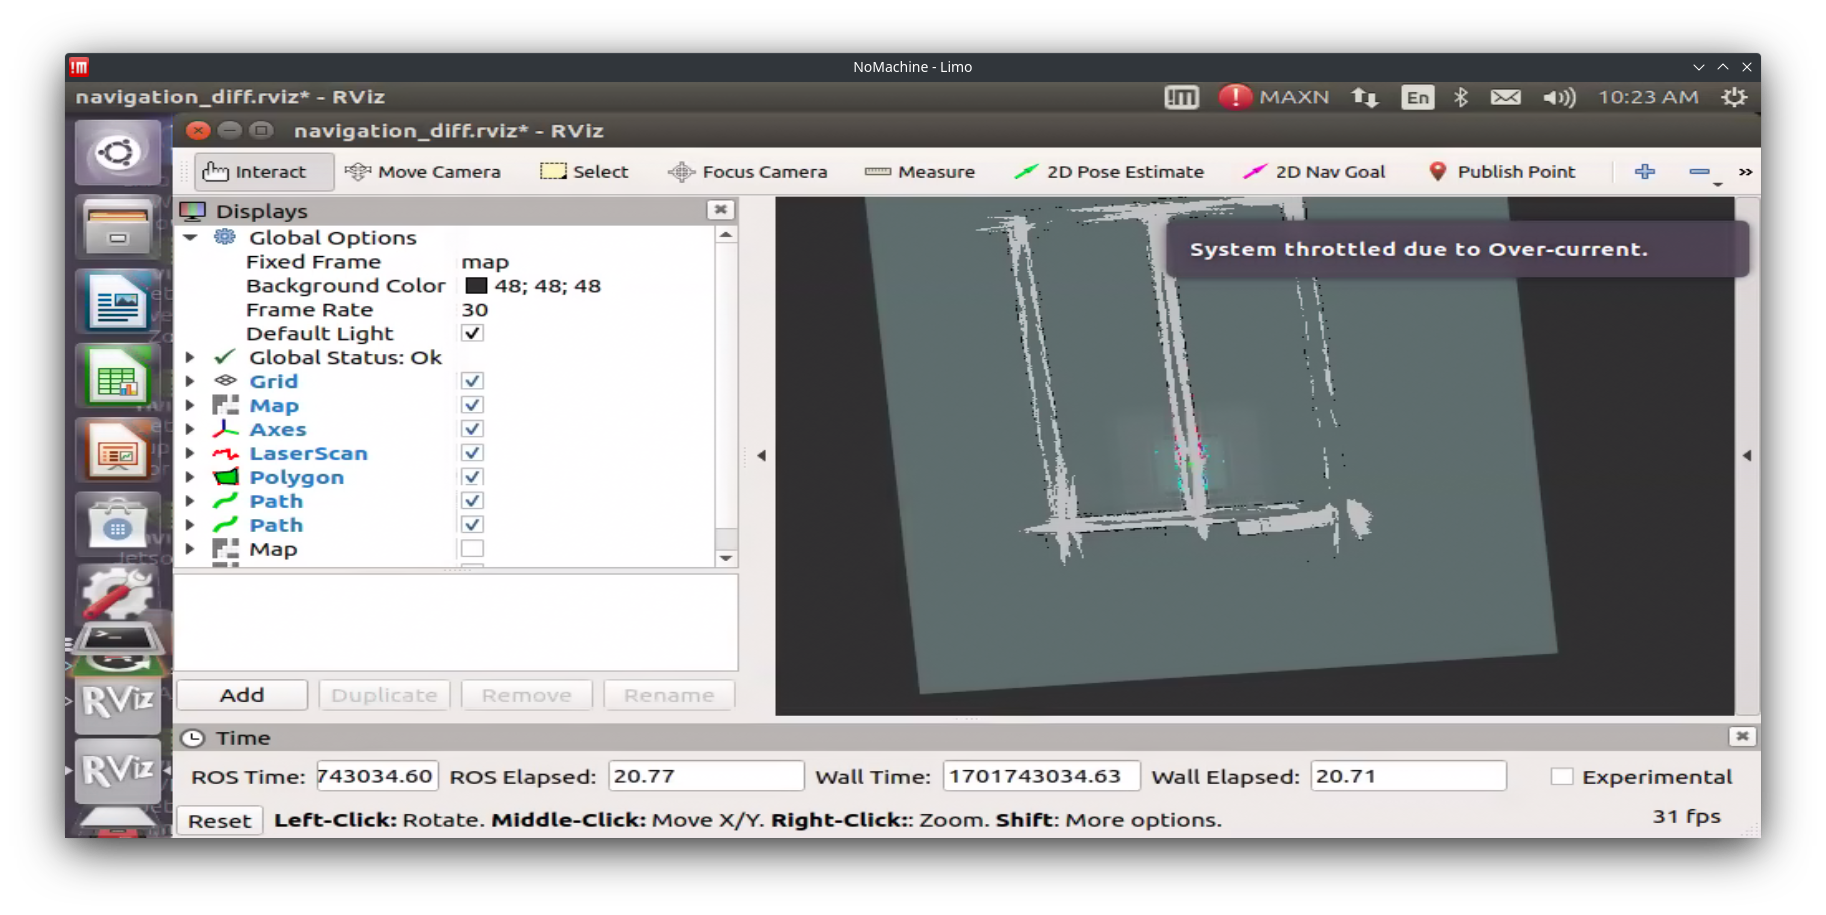 NoMachine - Limo
navigation_diff.rviz* - RViz
!m
MAXN
En
10:23 AM
navigation_diff.rviz* - RViz
Interact
Move Camera
Select
Focus Camera
Measure
2D Pose Estimate
2D Nav Goal
Publish Point
»
Displays
Global Options
Fixed Frame map
Background Color 48; 48; 48
Frame Rate 30
Default Light
Global Status: Ok
Grid
Map
Axes
LaserScan
Polygon
Path
Path
Map
System throttled due to Over-current.
Add
Duplicate
Remove
Rename
RViz
RViz
Time
ROS Time: 743034.60 ROS Elapsed: 20.77 Wall Time: 1701743034.63 Wall Elapsed: 20.71 Experimental
Reset Left-Click: Rotate. Middle-Click: Move X/Y. Right-Click:: Zoom. Shift: More options. 31 fps